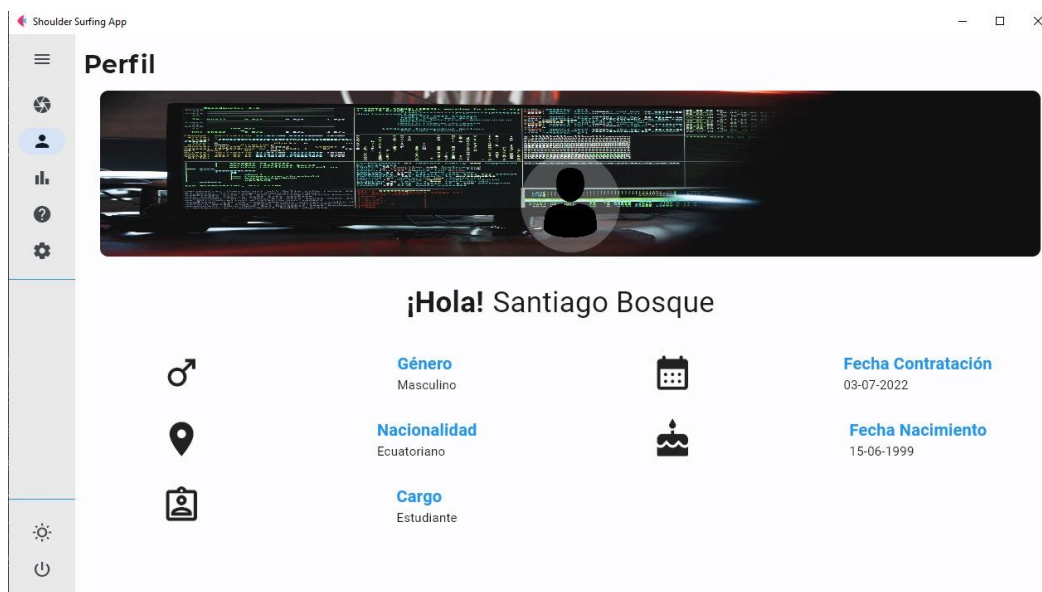 Shoulder Surfing App
Perfil
¡Hola! Santiago Bosque
Género
Masculino
Fecha Contratación
03-07-2022
Nacionalidad
Ecuatoriano
Fecha Nacimiento
15-06-1999
Cargo
Estudiante